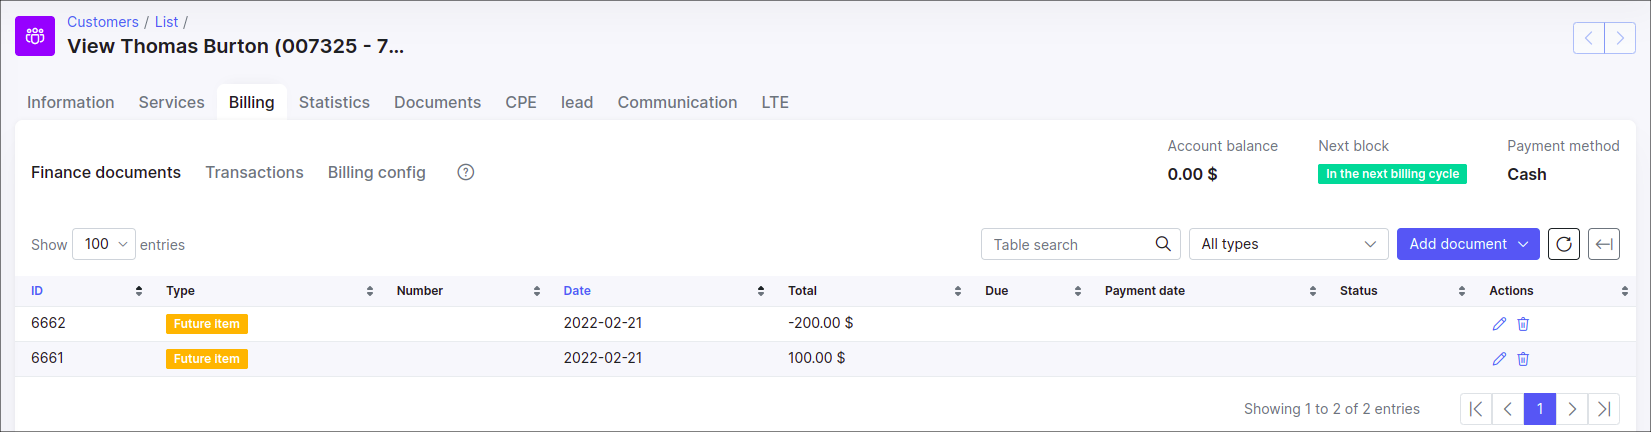 Customers / List /
View Thomas Burton (007325 - 7...
Information Services Billing Statistics Documents CPE lead Communication LTE
Finance documents Transactions Billing config ?
Account balance Next block Payment method
0.00 $ In the next billing cycle Cash
Show 100 entries Table search All types Add document
ID Type Number Date Total Due Payment date Status Actions
6662 Future item 2022-02-21 -200.00 $
6661 Future item 2022-02-21 100.00 $
Showing 1 to 2 of 2 entries 1